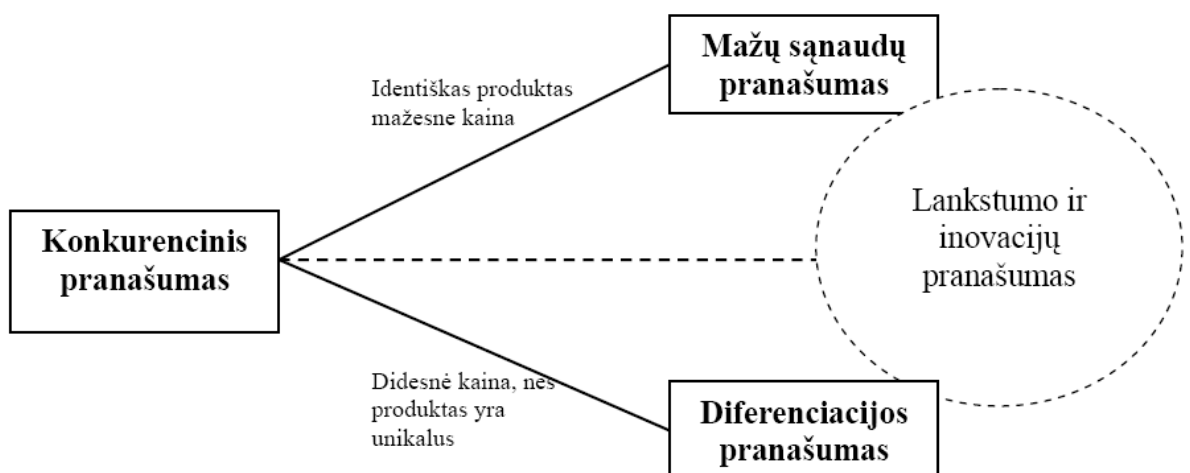 Mažų sąnaudų
pranašumas
Identiškas produktas
mažesne kaina
Lankstumo ir
inovacijų
pranašumas
Konkurencinis
pranašumas
Didesnė kaina, nes
produktas yra
unikalus
Diferenciacijos
pranašumas